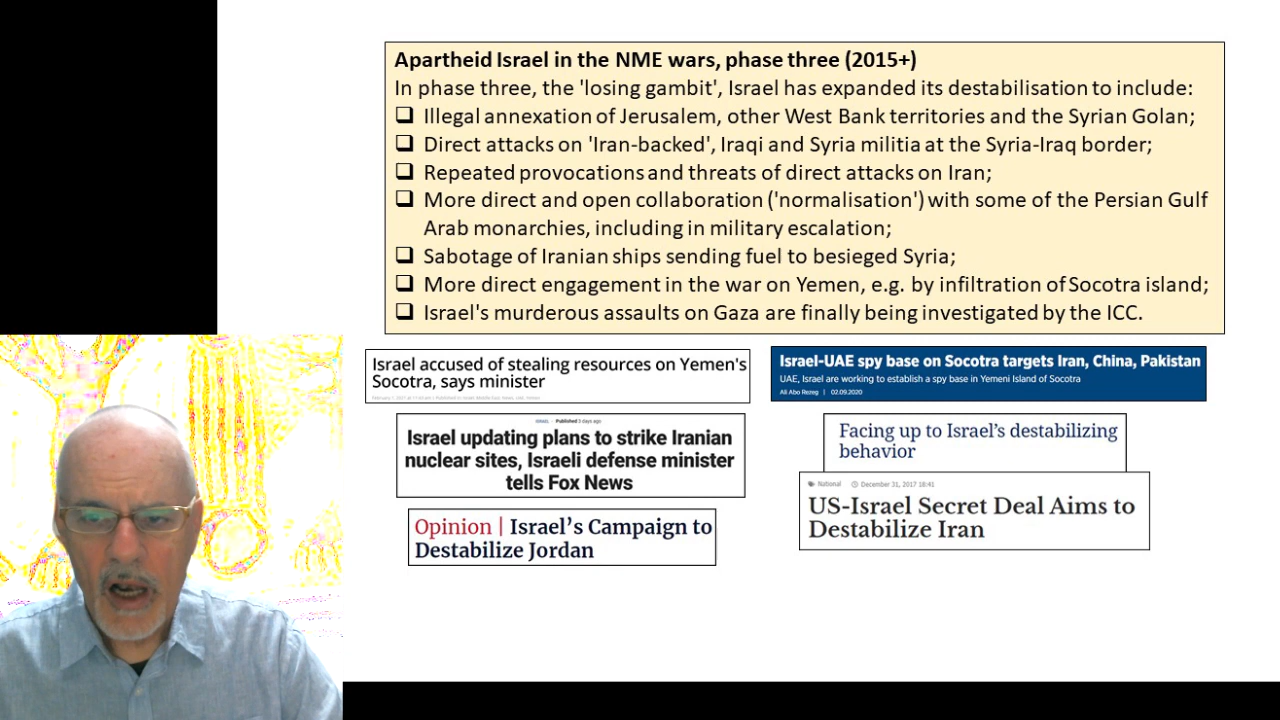 Apartheid Israel in the NME wars, phase three (2015+)
In phase three, the 'losing gambit', Israel has expanded its destabilisation to include:
❑ Illegal annexation of Jerusalem, other West Bank territories and the Syrian Golan;
❑ Direct attacks on 'Iran-backed', Iraqi and Syria militia at the Syria-Iraq border;
❑ Repeated provocations and threats of direct attacks on Iran;
❑ More direct and open collaboration ('normalisation') with some of the Persian Gulf
Arab monarchies, including in military escalation;
❑ Sabotage of Iranian ships sending fuel to besieged Syria;
❑ More direct engagement in the war on Yemen, e.g. by infiltration of Socotra island;
❑ Israel's murderous assaults on Gaza are finally being investigated by the ICC.
Israel accused of stealing resources on Yemen's
Socotra, says minister
Israel-UAE spy base on Socotra targets Iran, China, Pakistan
UAE, Israel are working to establish a spy base in Yemeni Island of Socotra
Ali Abo Rezeg | 02.09.2020
ISRAEL · Published 3 days ago
Israel updating plans to strike Iranian
nuclear sites, Israeli defense minister
tells Fox News
Facing up to Israel's destabilizing
behavior
National December 31, 2017 18:41
US-Israel Secret Deal Aims to
Destabilize Iran
Opinion | Israel's Campaign to
Destabilize Jordan